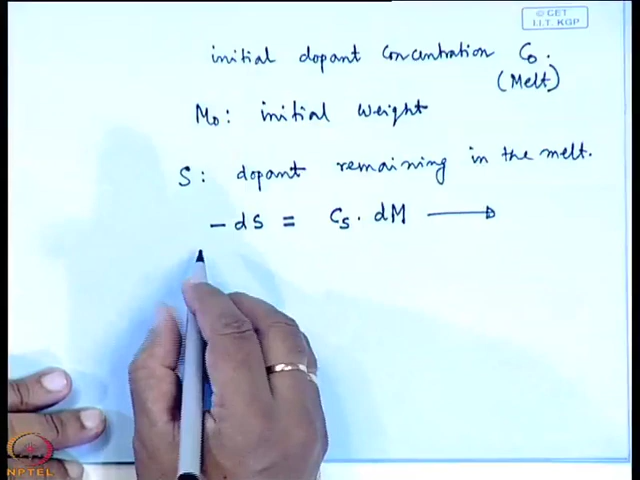 © CET
I.I.T. KGP
initial dopant concentration C₀.
(Melt)
M₀: initial weight
S: dopant remaining in the melt.
- dS = Cₛ. dM →
NPTEL